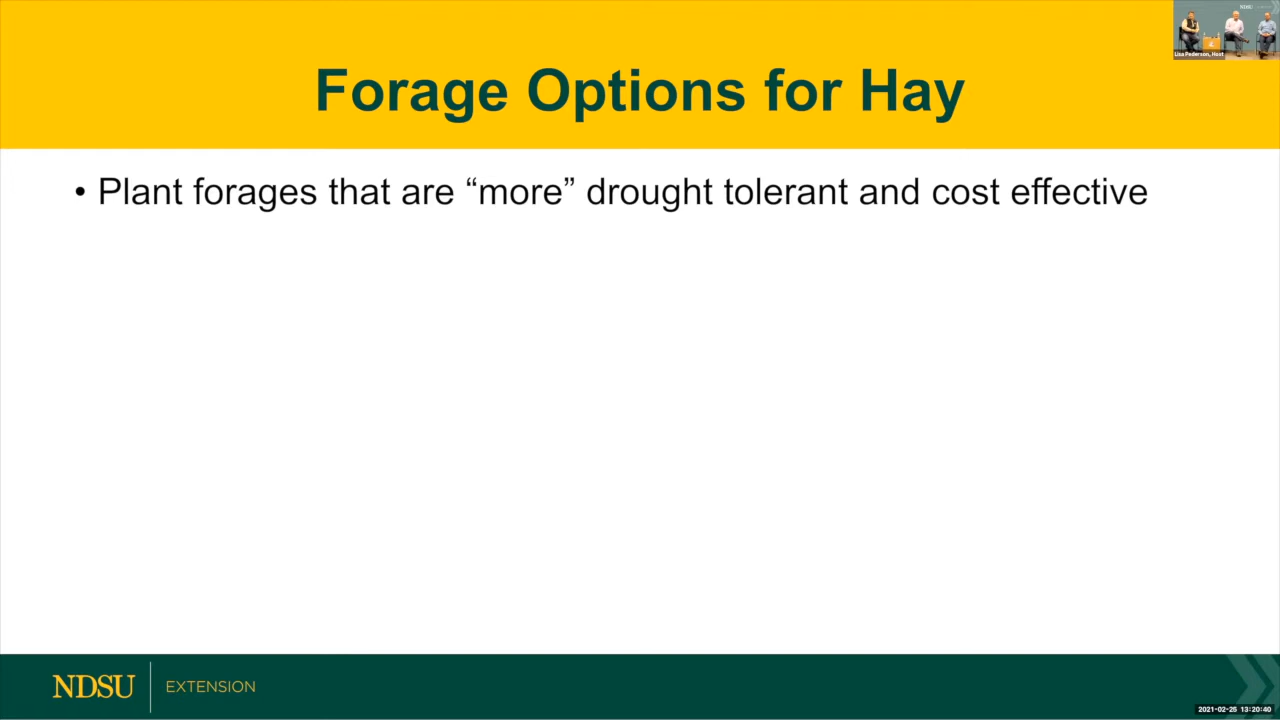 NDSU
Lisa Pederson, Host
Forage Options for Hay
• Plant forages that are “more” drought tolerant and cost effective
NDSU
EXTENSION
2021-02-25 13:20:40